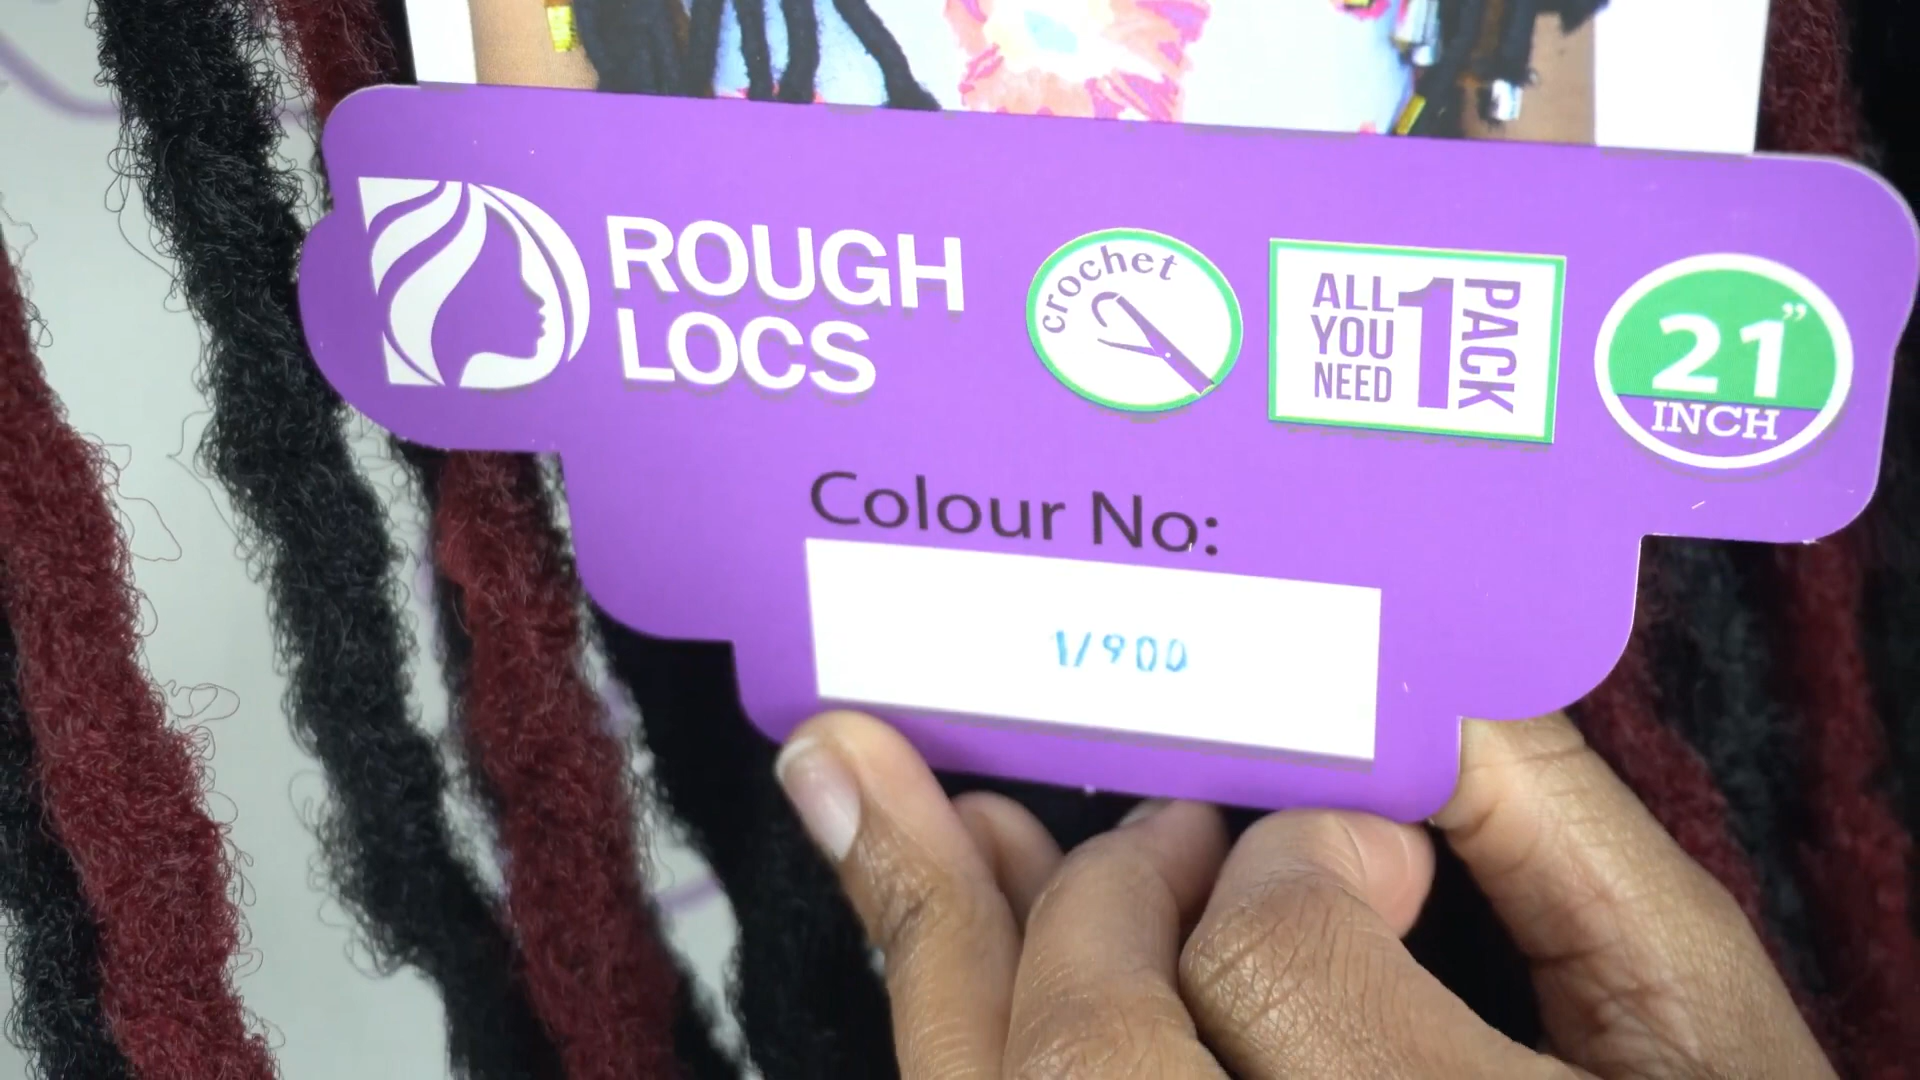 ROUGH
LOCS
crochet
ALL
YOU
NEED
1
PACK
21”
INCH
Colour No:
1/900